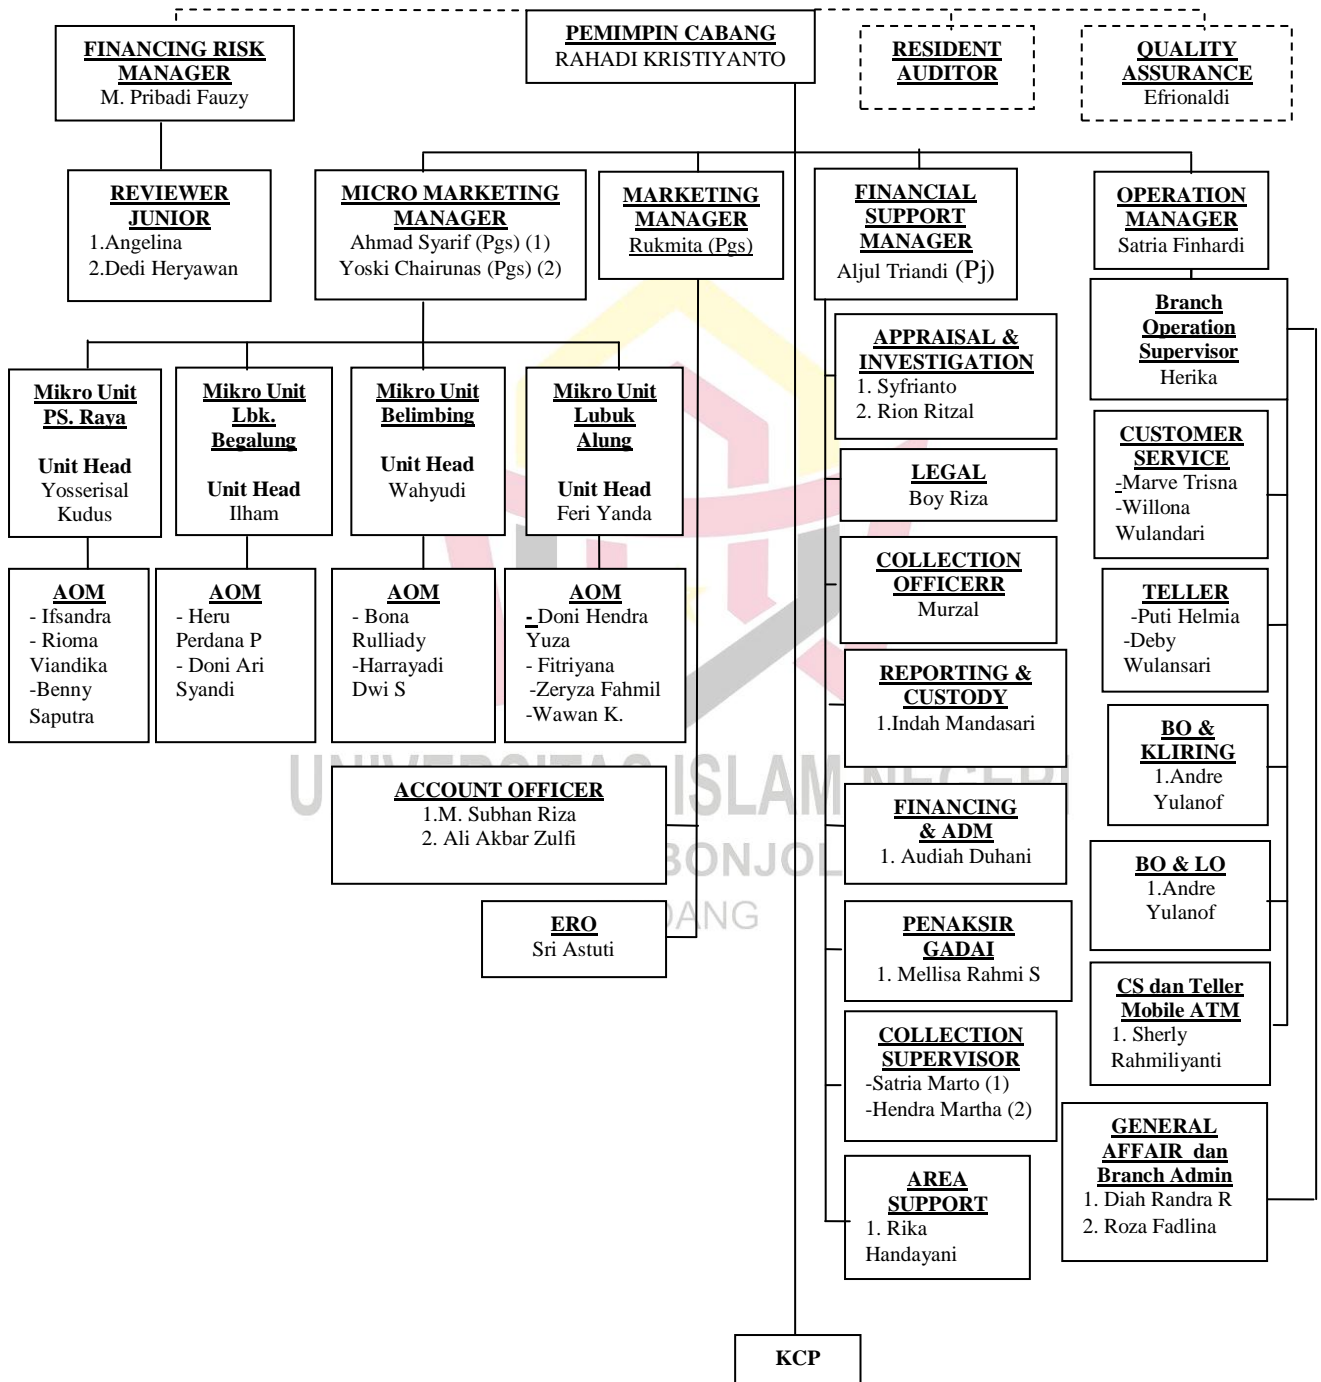 PEMIMPIN CABANG
RAHADI KRISTIYANTO
FINANCING RISK
MANAGER
M. Pribadi Fauzy
RESIDENT
AUDITOR
QUALITY
ASSURANCE
Efrionaldi
REVIEWER
JUNIOR
1.Angelina
2.Dedi Heryawan
MICRO MARKETING
MANAGER
Ahmad Syarif (Pgs) (1)
Yoski Chairunas (Pgs) (2)
MARKETING
MANAGER
Rukmita (Pgs)
FINANCIAL
SUPPORT
MANAGER
Aljul Triandi (Pj)
OPERATION
MANAGER
Satria Finhardi
Mikro Unit
PS. Raya
Unit Head
Yosserisal
Kudus
Mikro Unit
Lbk.
Begalung
Unit Head
Ilham
Mikro Unit
Belimbing
Unit Head
Wahyudi
Mikro Unit
Lubuk
Alung
Unit Head
Feri Yanda
AOM
- Ifsandra
- Rioma
Viandika
-Benny
Saputra
AOM
- Heru
Perdana P
- Doni Ari
Syandi
AOM
- Bona
Rulliady
-Harrayadi
Dwi S
AOM
- Doni Hendra
Yuza
- Fitriyana
-Zeryza Fahmil
-Wawan K.
ACCOUNT OFFICER
1.M. Subhan Riza
2. Ali Akbar Zulfi
ERO
Sri Astuti
APPRAISAL &
INVESTIGATION
1. Syfrianto
2. Rion Ritzal
LEGAL
Boy Riza
COLLECTION
OFFICERR
Murzal
REPORTING &
CUSTODY
1.Indah Mandasari
FINANCING
& ADM
1. Audiah Duhani
PENAKSIR
GADAI
1. Mellisa Rahmi S
COLLECTION
SUPERVISOR
-Satria Marto (1)
-Hendra Martha (2)
AREA
SUPPORT
1. Rika
Handayani
Branch
Operation
Supervisor
Herika
CUSTOMER
SERVICE
-Marve Trisna
-Willona
Wulandari
TELLER
-Puti Helmia
-Deby
Wulansari
BO &
KLIRING
1.Andre
Yulanof
BO & LO
1.Andre
Yulanof
CS dan Teller
Mobile ATM
1. Sherly
Rahmiliyanti
GENERAL
AFFAIR dan
Branch Admin
1. Diah Randra R
2. Roza Fadlina
KCP
ISLAM
BONJOL